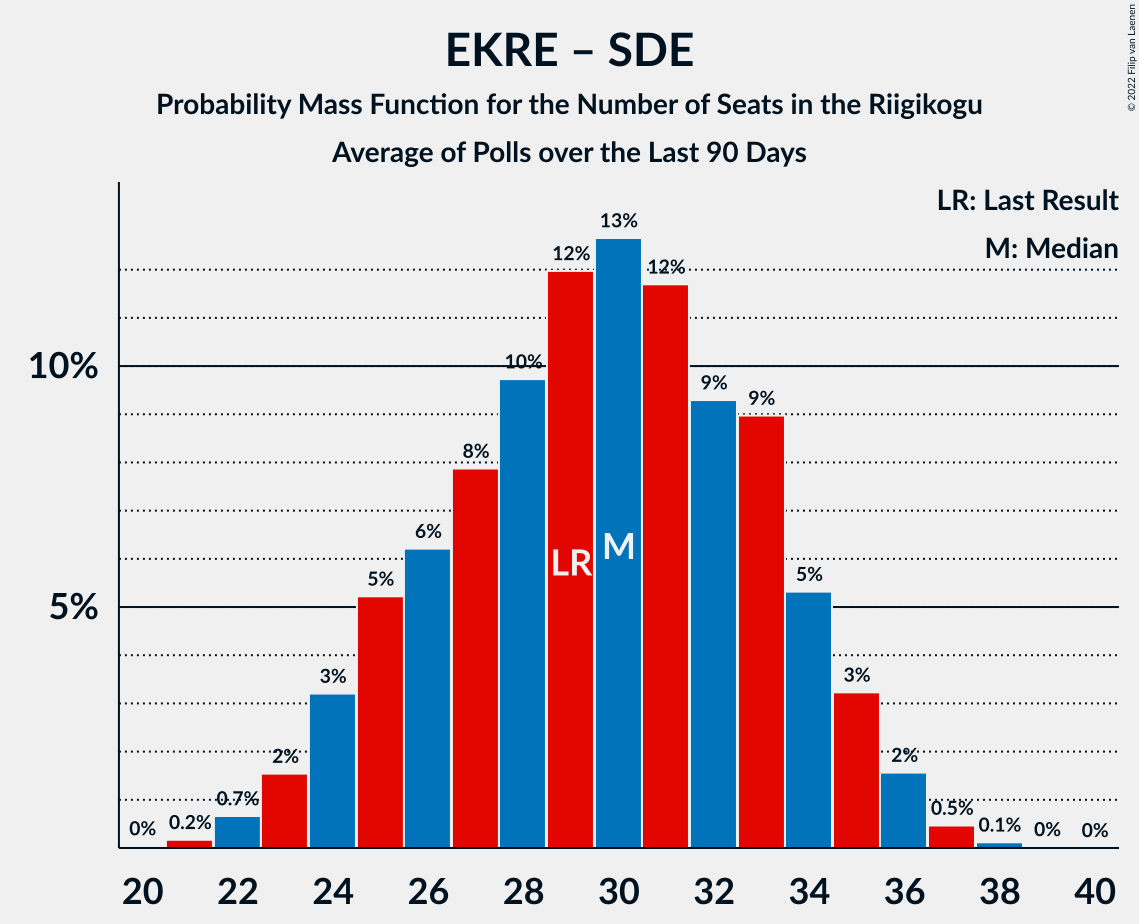 EKRE – SDE
Probability Mass Function for the Number of Seats in the Riigikogu
Average of Polls over the Last 90 Days
© 2022 Filip van Laenen
LR: Last Result
M: Median
10%
5%
0%
0.2%
0.7%
2%
3%
5%
6%
8%
10%
12%
13%
12%
9%
9%
5%
3%
2%
0.5%
0.1%
0%
0%
LR
M
20 22 24 26 28 30 32 34 36 38 40